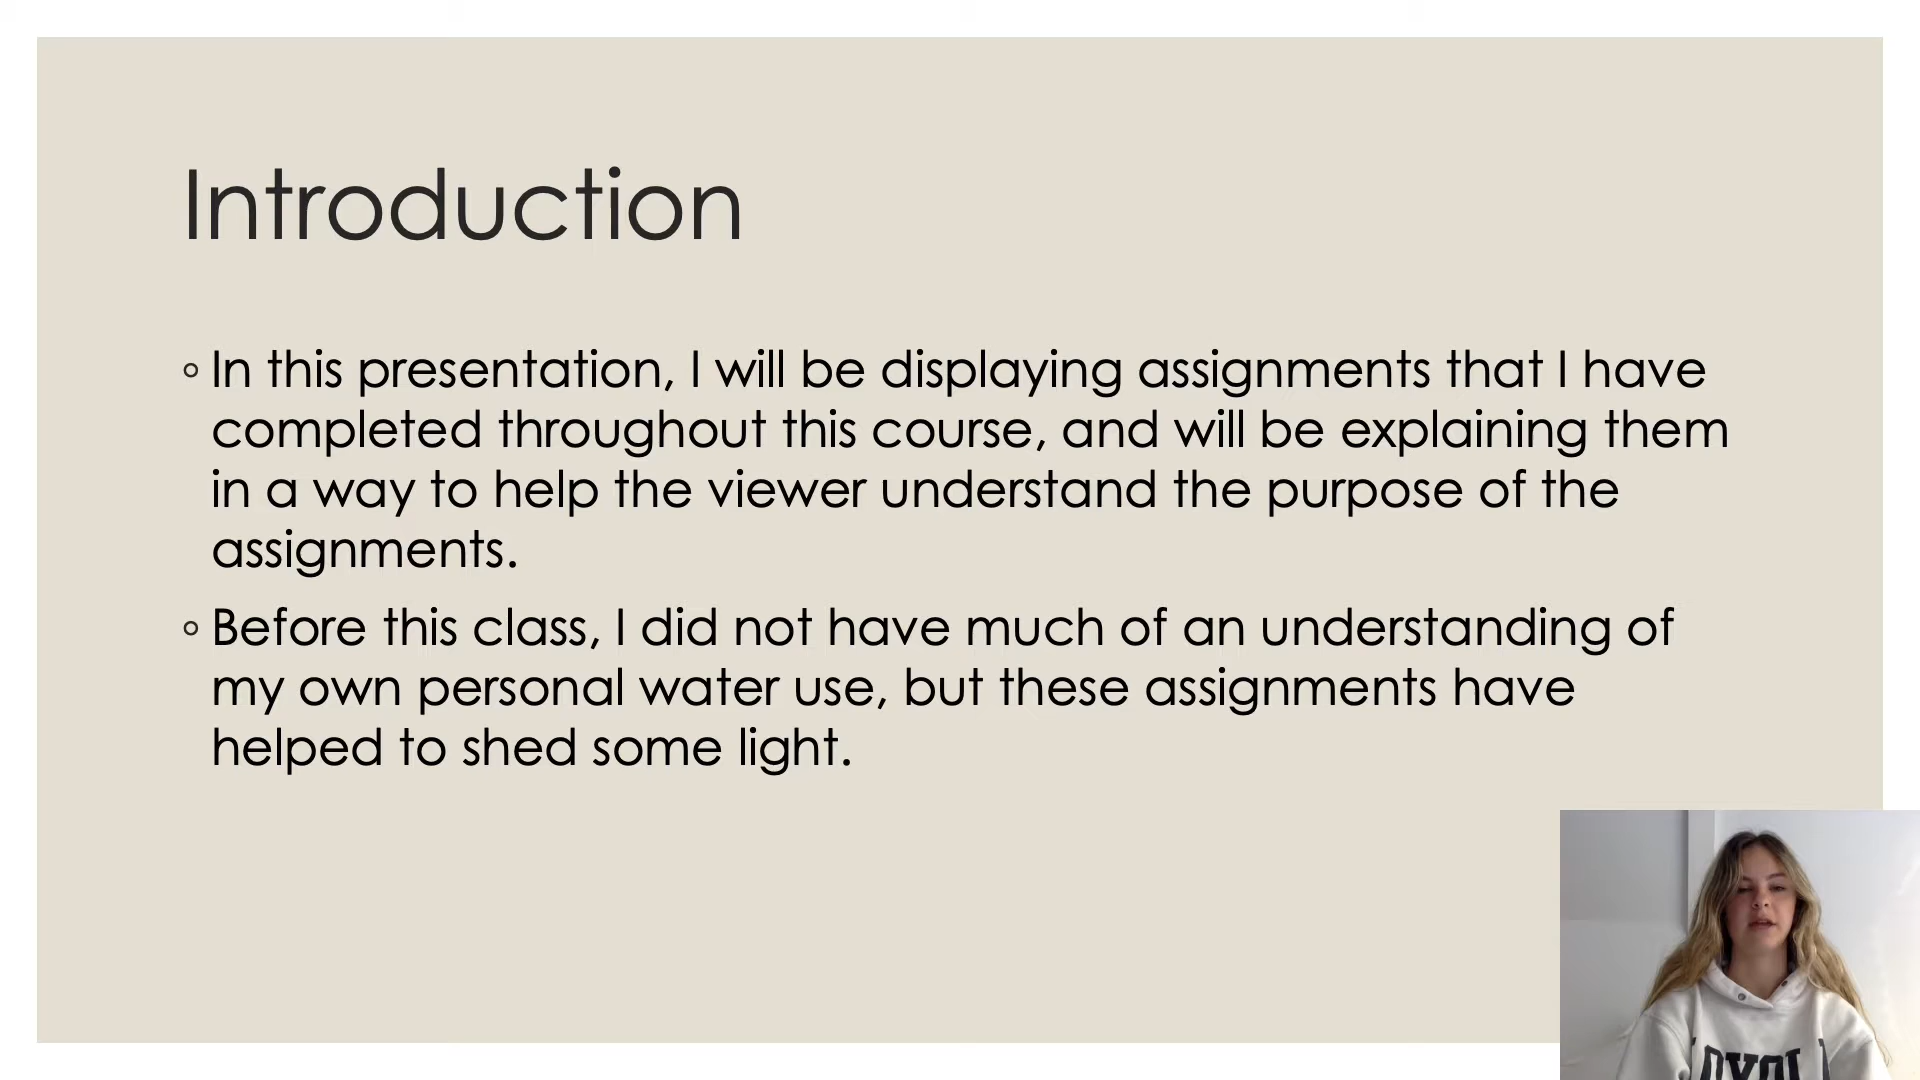 Introduction
◦ In this presentation, I will be displaying assignments that I have
completed throughout this course, and will be explaining them
in a way to help the viewer understand the purpose of the
assignments.
◦ Before this class, I did not have much of an understanding of
my own personal water use, but these assignments have
helped to shed some light.